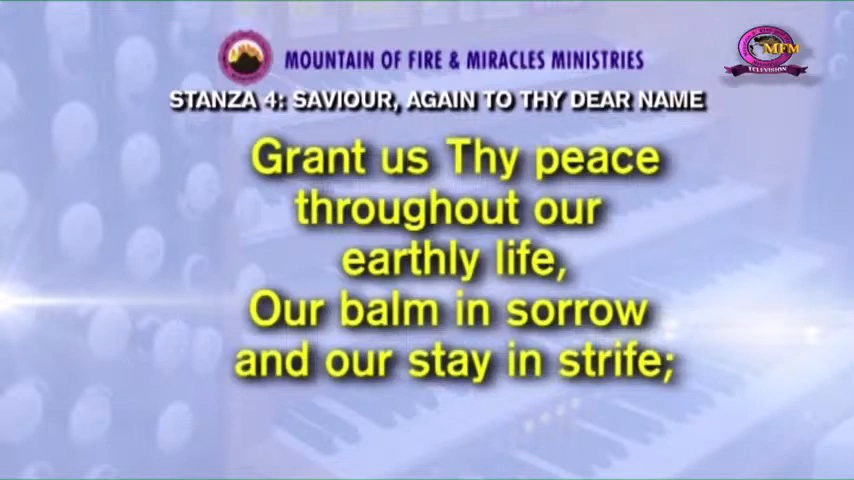 MOUNTAIN OF FIRE & MIRACLES MINISTRIES
MFM
TELEVISION
STANZA 4: SAVIOUR, AGAIN TO THY DEAR NAME
Grant us Thy peace
throughout our
earthly life,
Our balm in sorrow
and our stay in strife;